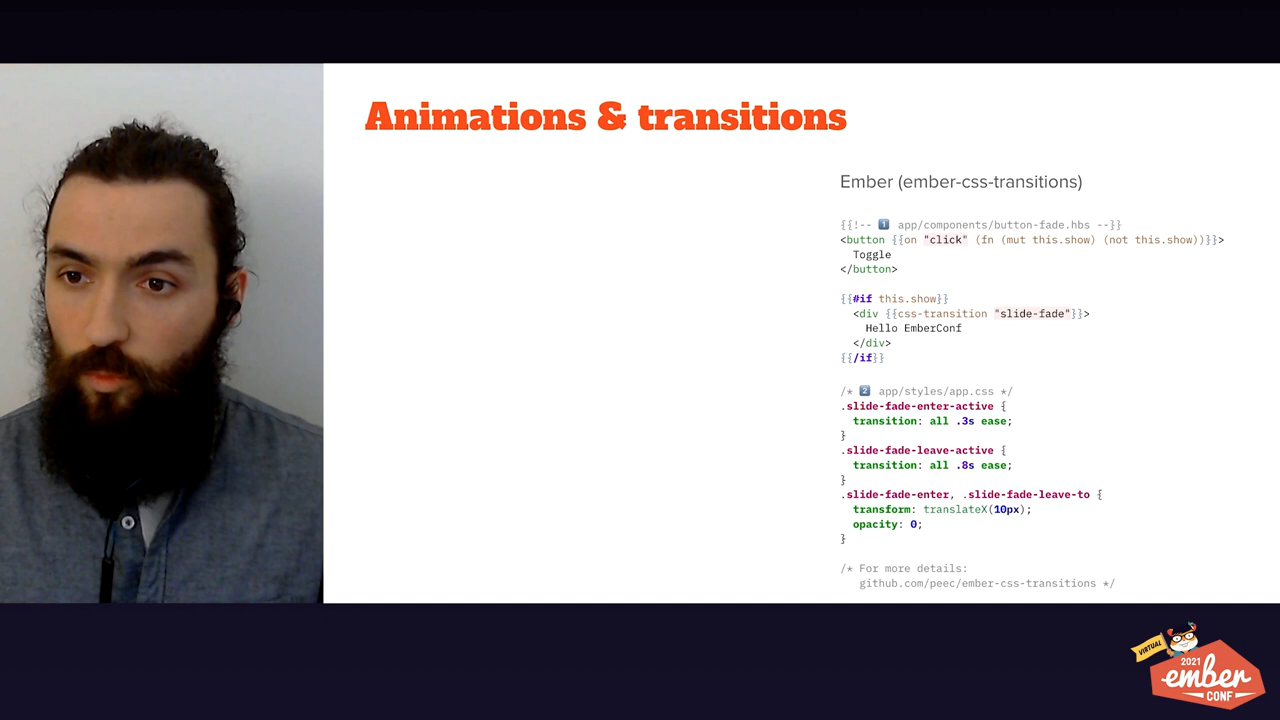 Animations & transitions
Ember (ember-css-transitions)
{{!-- 1 app/components/button-fade.hbs --}}
<button {{on "click" (fn (mut this.show) (not this.show))}}>
Toggle
</button>
{{#if this.show}}
<div {{css-transition "slide-fade"}}>
Hello EmberConf
</div>
{{/if}}
/* 2 app/styles/app.css */
.slide-fade-enter-active {
transition: all .3s ease;
}
.slide-fade-leave-active {
transition: all .8s ease;
}
.slide-fade-enter, .slide-fade-leave-to {
transform: translateX(10px);
opacity: 0;
}
/* For more details:
github.com/peec/ember-css-transitions */
VIRTUAL
2021
ember
CONF